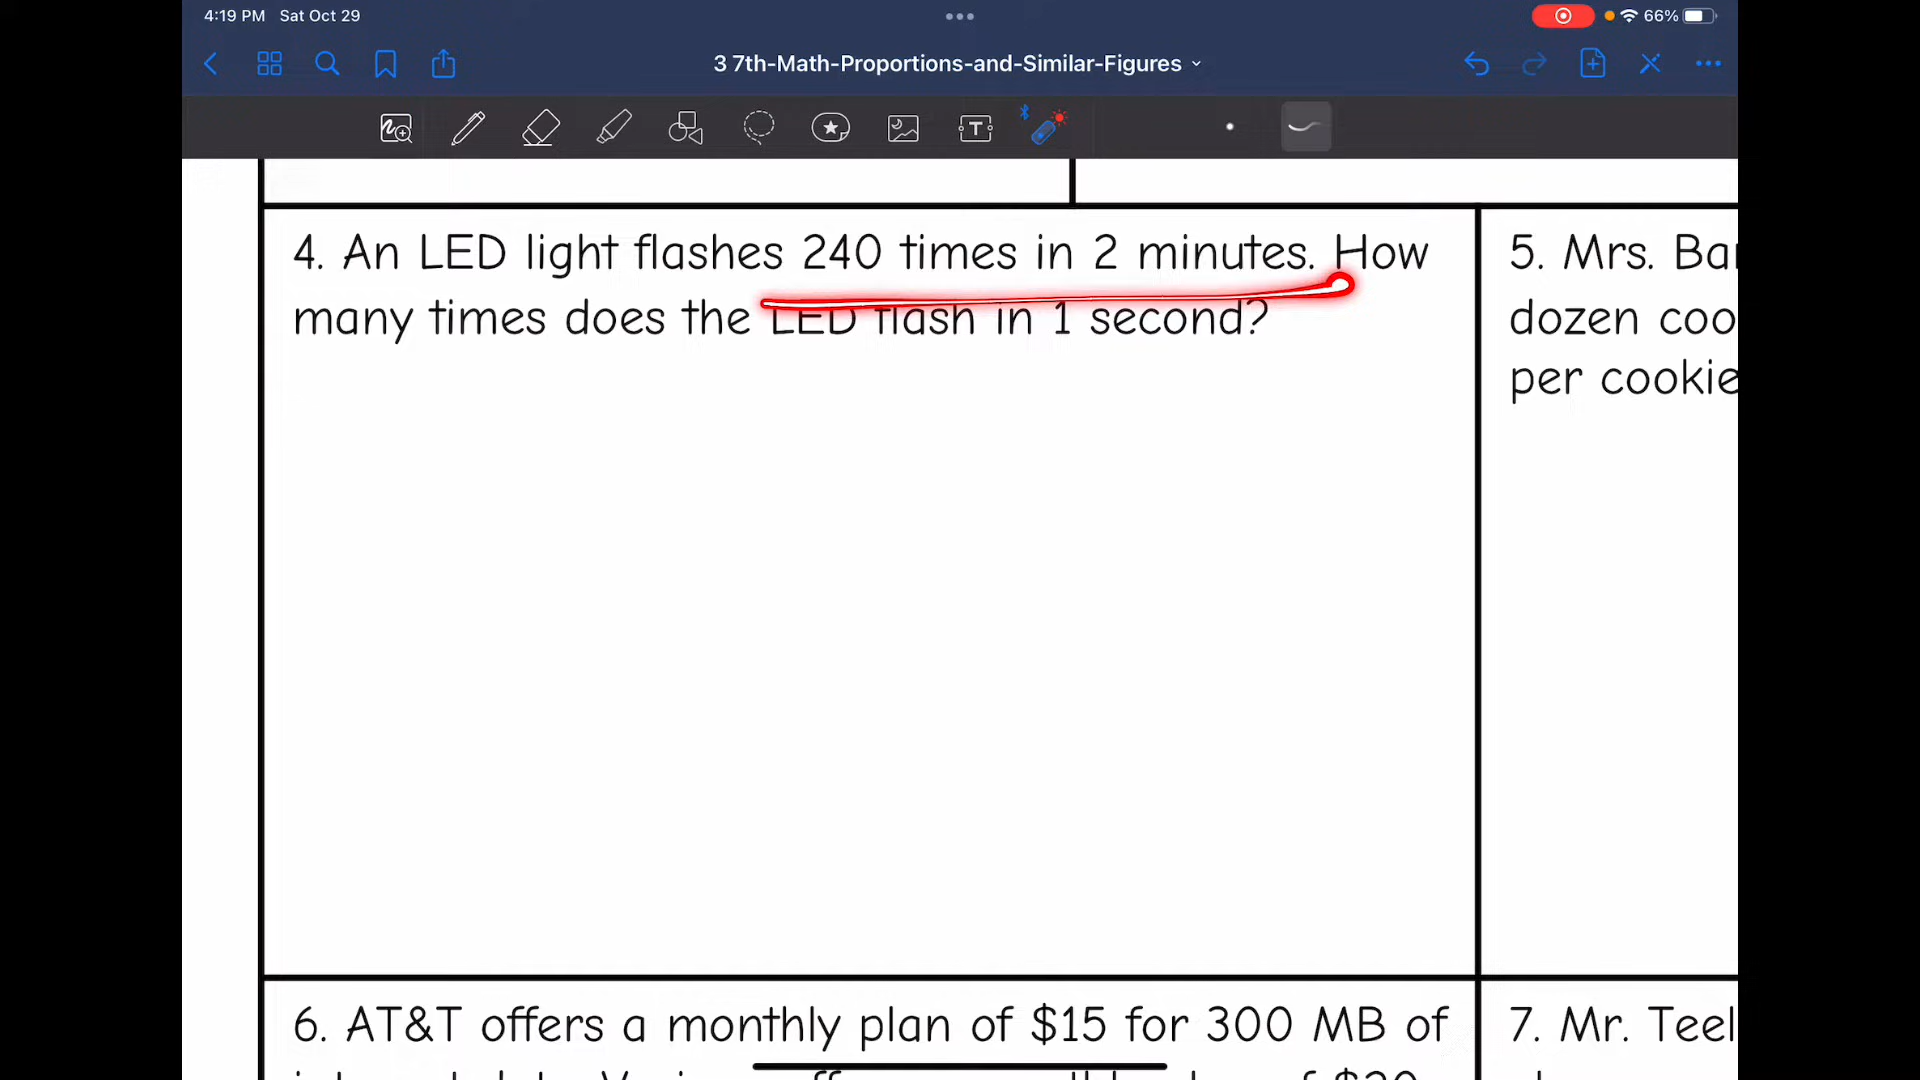 4:19 PM Sat Oct 29
66%
3 7th-Math-Proportions-and-Similar-Figures
T
4. An LED light flashes 240 times in 2 minutes. How
many times does the LED flash in 1 second?
5. Mrs.
dozen
per cookie
6. AT&T offers a monthly plan of $15 for 300 MB of
7. Mr. Teel